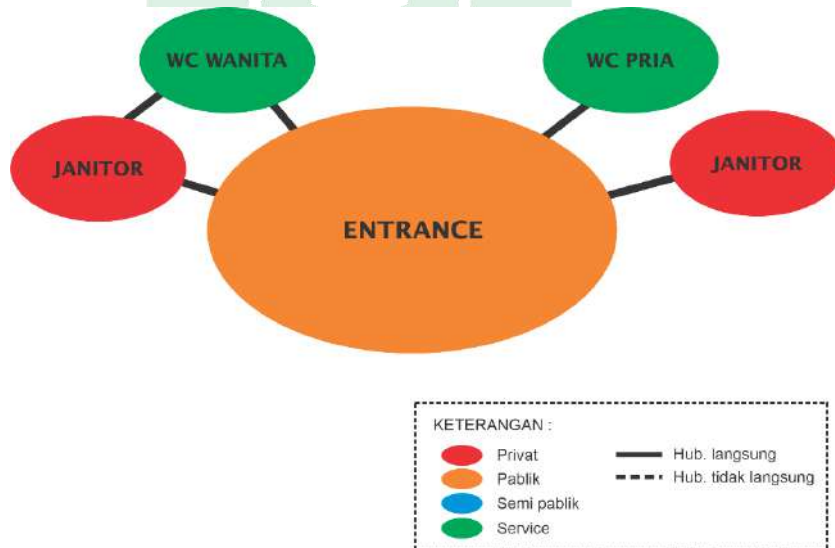 WC WANITA
WC PRIA
JANITOR
JANITOR
ENTRANCE
KETERANGAN :
Privat
Hub. langsung
Pablik
Hub. tidak langsung
Semi pablik
Service